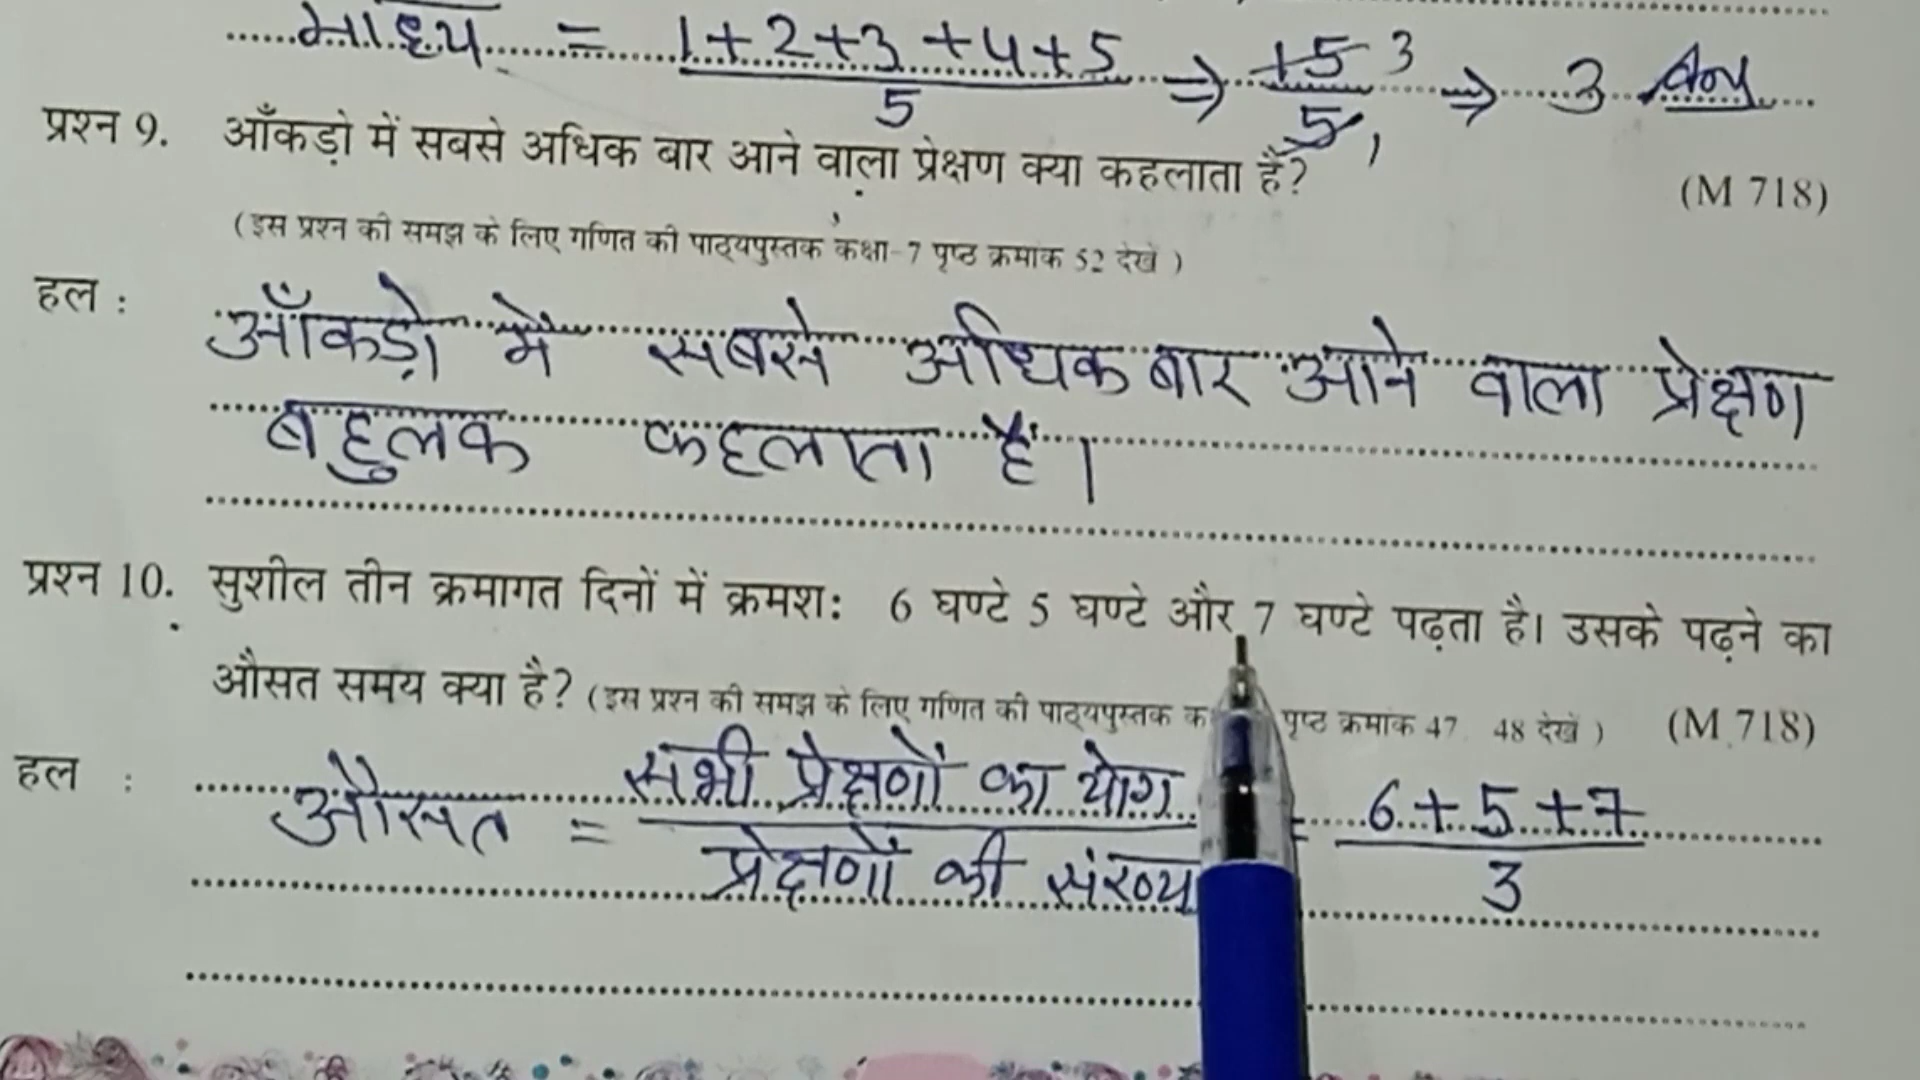 माध्य = 1+2+3+4+5 / 5 ⇒ 15 3 / 5 1 ⇒ 3 Ans
प्रश्न 9. आँकड़ो में सबसे अधिक बार आने वाला प्रेक्षण क्या कहलाता है? (M 718)
(इस प्रश्न की समझ के लिए गणित की पाठ्यपुस्तक कक्षा-7 पृष्ठ क्रमांक 52 देखें)
हल : आँकड़ो में सबसे अधिक बार आने वाला प्रेक्षण
बहुलक कहलाता है।
प्रश्न 10. सुशील तीन क्रमागत दिनों में क्रमश: 6 घण्टे 5 घण्टे और 7 घण्टे पढ़ता है। उसके पढ़ने का
औसत समय क्या है? (इस प्रश्न की समझ के लिए गणित की पाठ्यपुस्तक पृष्ठ क्रमांक 47 48 देखें) (M 718)
हल : औसत = सभी प्रेक्षणों का योग / प्रेक्षणों की = 6+5+7 / 3